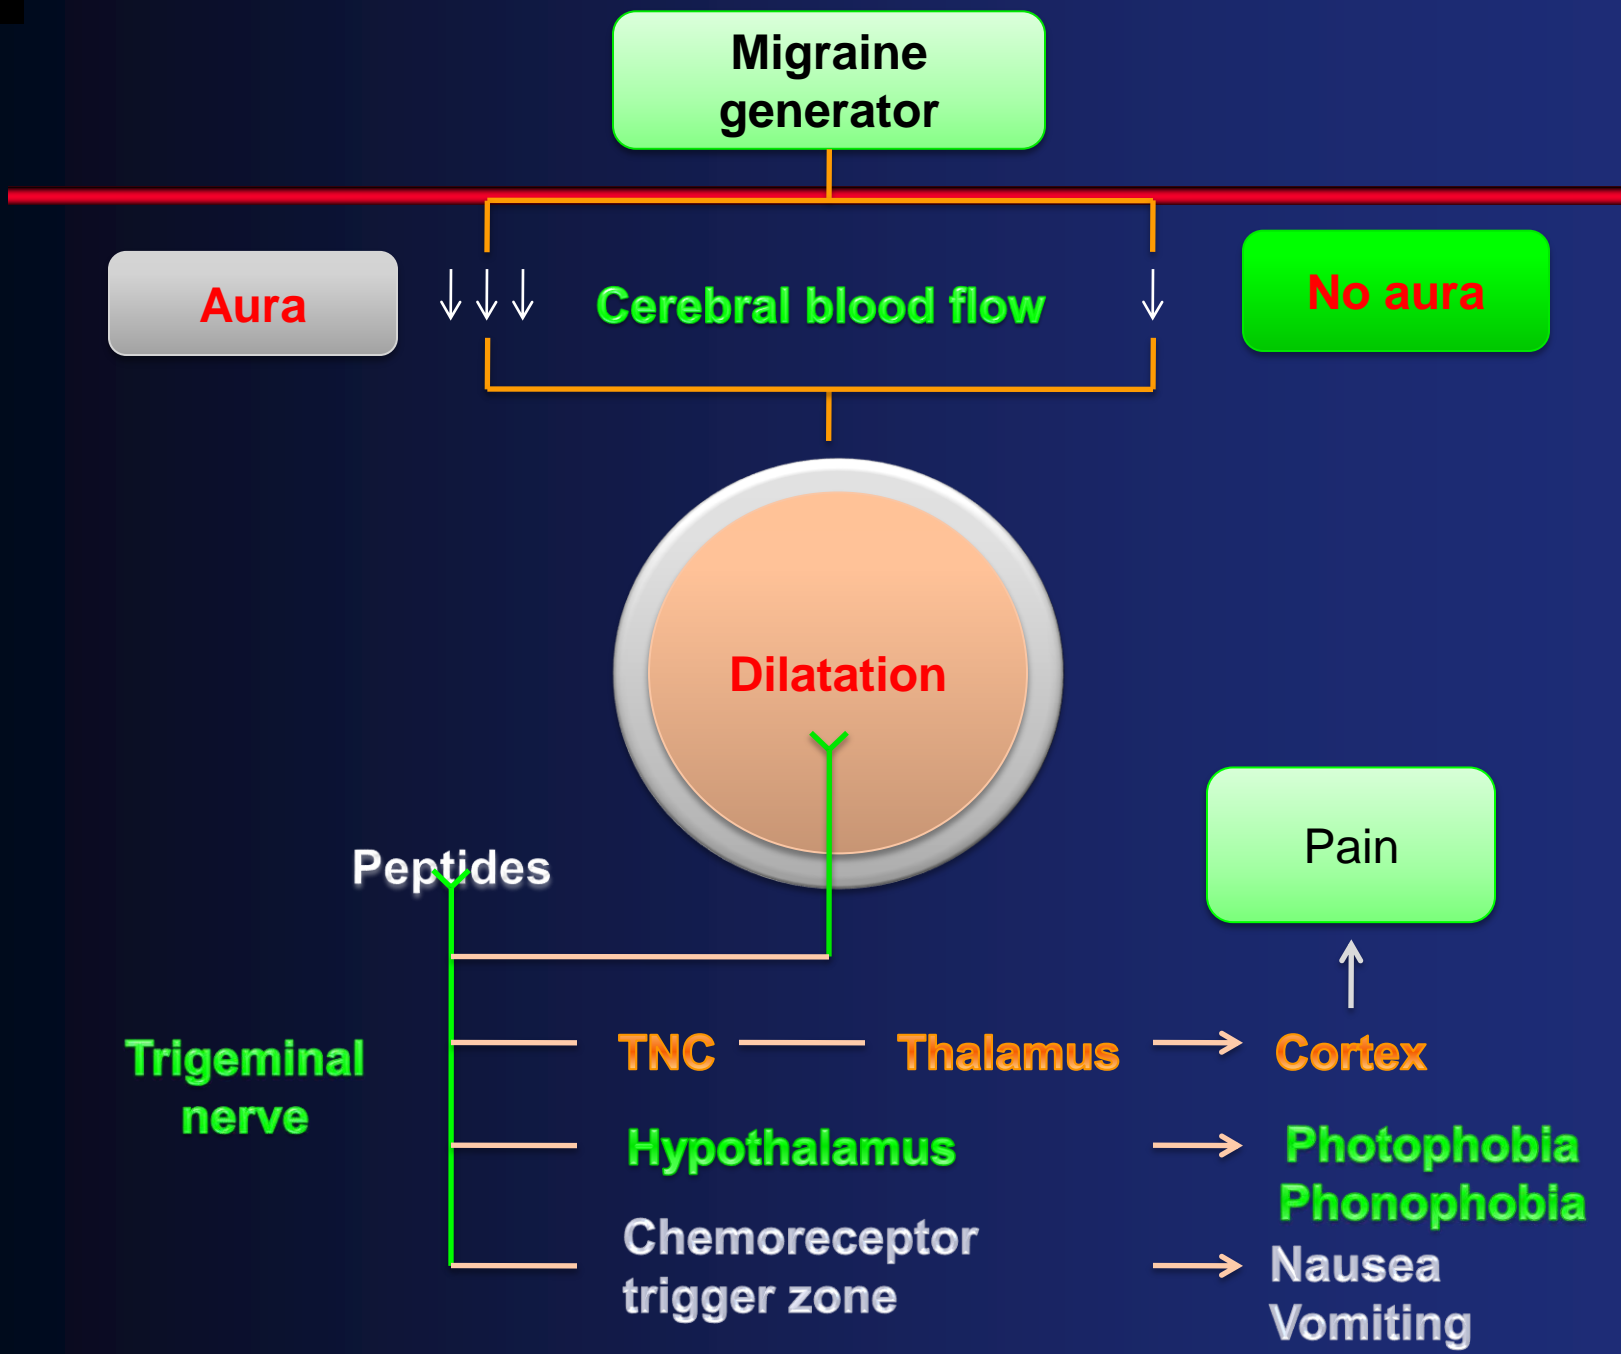 Migraine
generator
Aura
Cerebral blood flow
No aura
Dilatation
Peptides
Pain
Trigeminal
nerve
TNC
Thalamus
Cortex
Hypothalamus
Photophobia
Phonophobia
Chemoreceptor
trigger zone
Nausea
Vomiting